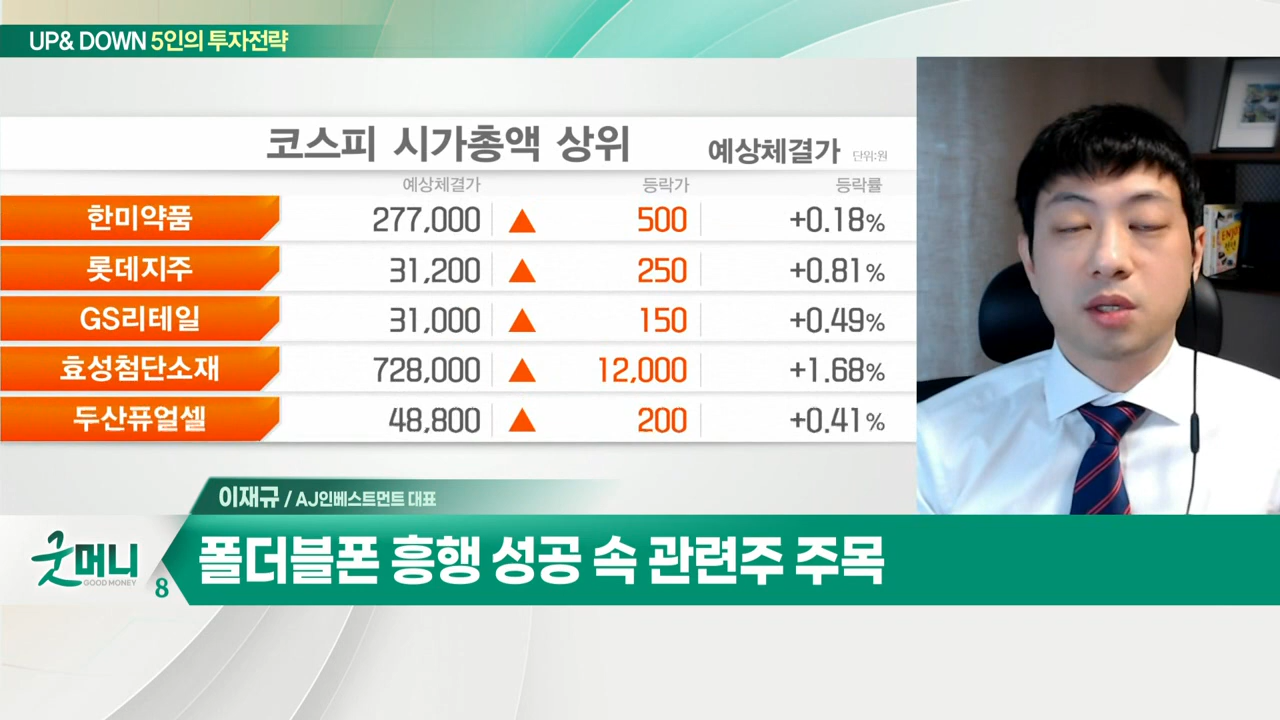 UP& DOWN 5인의 투자전략
코스피 시가총액 상위 예상체결가 단위:원
예상체결가 등락가 등락률
한미약품 277,000 ▲ 500 +0.18%
롯데지주 31,200 ▲ 250 +0.81%
GS리테일 31,000 ▲ 150 +0.49%
효성첨단소재 728,000 ▲ 12,000 +1.68%
두산퓨얼셀 48,800 ▲ 200 +0.41%
이재규 / AJ인베스트먼트 대표
굿머니
GOOD MONEY
8
폴더블폰 흥행 성공 속 관련주 주목
ENJOY